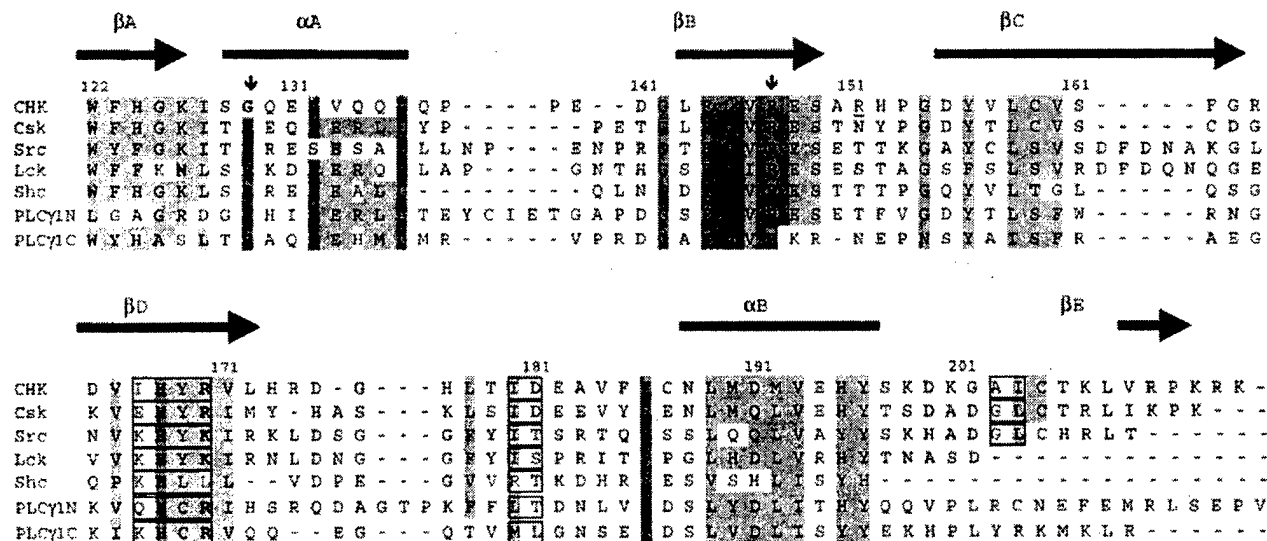 βA αA βB βC
122 131 141 151 161
CHK W F H G K I S G Q E V Q Q Q P - - - - P E - - D G L V E S A R H P G D Y V L C V S - - - - - F G R
Csk W F H G K I T E Q E R L Y P - - - - - - P E T G L V E S T N Y P G D Y T L C V S - - - - - C D G
Src W Y F G K I T R E S H S A L L N P - - - E N P R T V E S E T T K G A Y C L S V S D F D N A K G L
Lck W F F K N L S K D E R Q L A P - - - - G N T H G S I R E S E S T A G S F S L S V R D F D Q N Q G E
Shc W F H G K L S R E H A L - - - - - - - Q L N D V E S T T T P G Q Y V L T G L - - - - - Q S G
PLCγ1N L G A G R D G H I E R L T E Y C I E T G A P D S V E S E T F V G D Y T L S F W - - - - - R N G
PLCγ1C W Y H A S L T A Q E H M M R - - - - - V P R D A V K R - N E P N S Y A I S F R - - - - - A E G
βD αB βE
171 181 191 201
CHK D V I H Y R V L H R D - G - - - H L T I D E A V F C N L M D M V E H Y S K D K G A I C T K L V R P K R K -
Csk K V E H Y R I M Y - H A S - - - K L S I D E E V Y E N L M Q L V E H Y T S D A D G L C T R L I K P K - - -
Src N V K H Y K I R K L D S G - - - G F Y I T S R T Q S S L Q Q L V A Y Y S K H A D G L C H R L T - - - - - -
Lck V V K H Y K I R N L D N G - - - G F Y I S P R I T P G L H D L V R H Y T N A S D - - - - - - - - - - - - -
Shc Q P K H L L L - - V D P E - - - G V V R T K D H R E S V S H L I S Y H - - - - - - - - - - - - - - - - - -
PLCγ1N K V Q H C R I H S R Q D A G T P K F F L T D N L V D S L Y D L I T H Y Q Q V P L R C N E F E M R L S E P V
PLCγ1C K I K H C R V Q Q - - E G - - - Q T V M L G N S E D S L V D L I S Y Y E K H P L Y R K M K L R - - - - - -